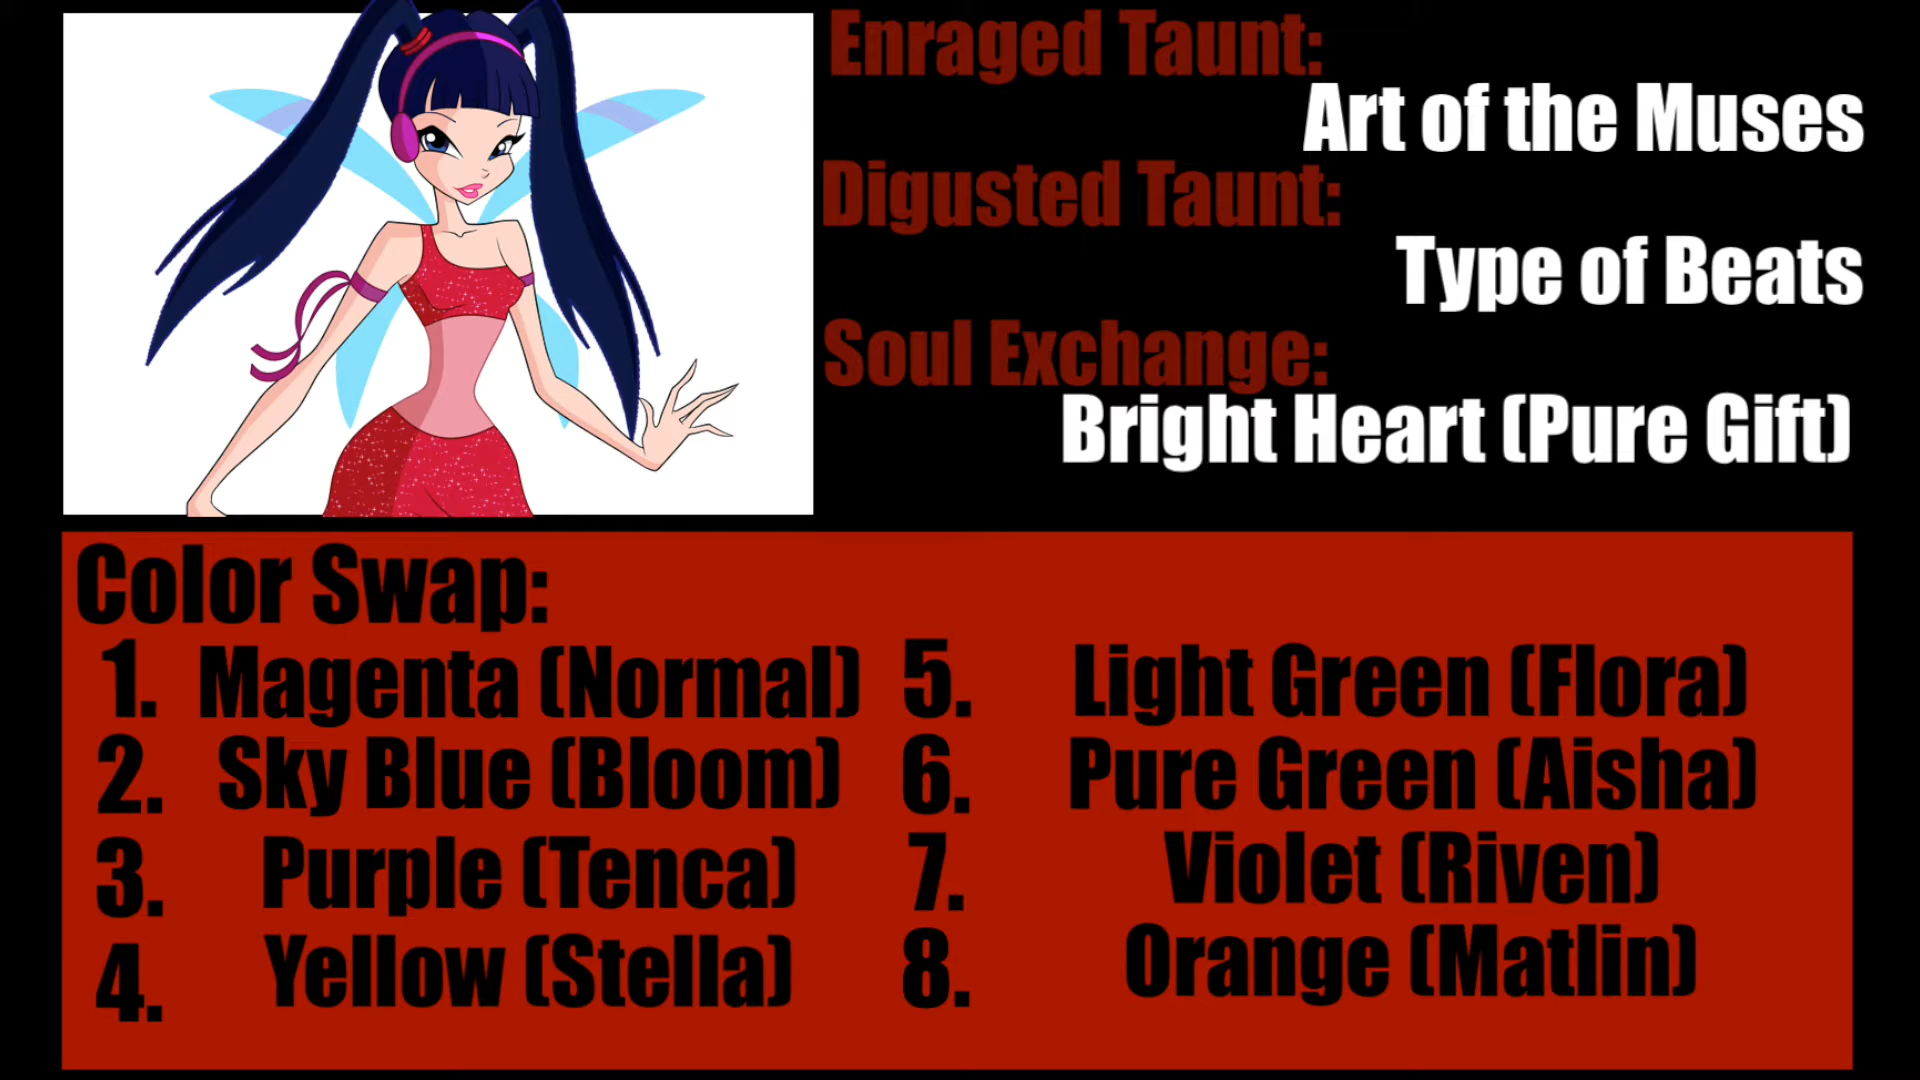 Enraged Taunt:
Art of the Muses
Digusted Taunt:
Type of Beats
Soul Exchange:
Bright Heart (Pure Gift)
Color Swap:
1. Magenta (Normal)
2. Sky Blue (Bloom)
3. Purple (Tenca)
4. Yellow (Stella)
5. Light Green (Flora)
6. Pure Green (Aisha)
7. Violet (Riven)
8. Orange (Matlin)